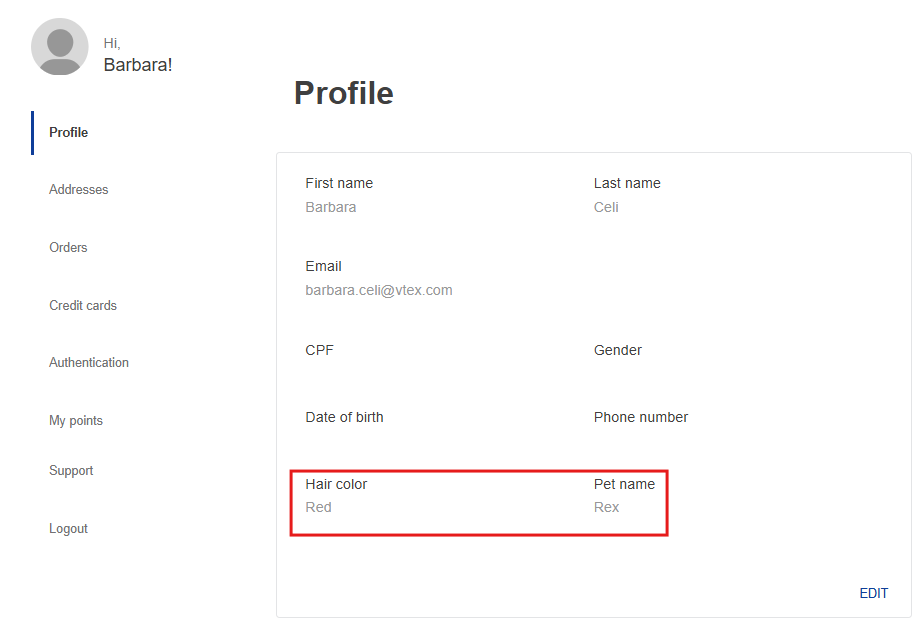 Hi,
Barbara!
Profile
Addresses
Orders
Credit cards
Authentication
My points
Support
Logout
Profile
First name
Barbara
Last name
Celi
Email
barbara.celi@vtex.com
CPF
Gender
Date of birth
Phone number
Hair color
Red
Pet name
Rex
EDIT